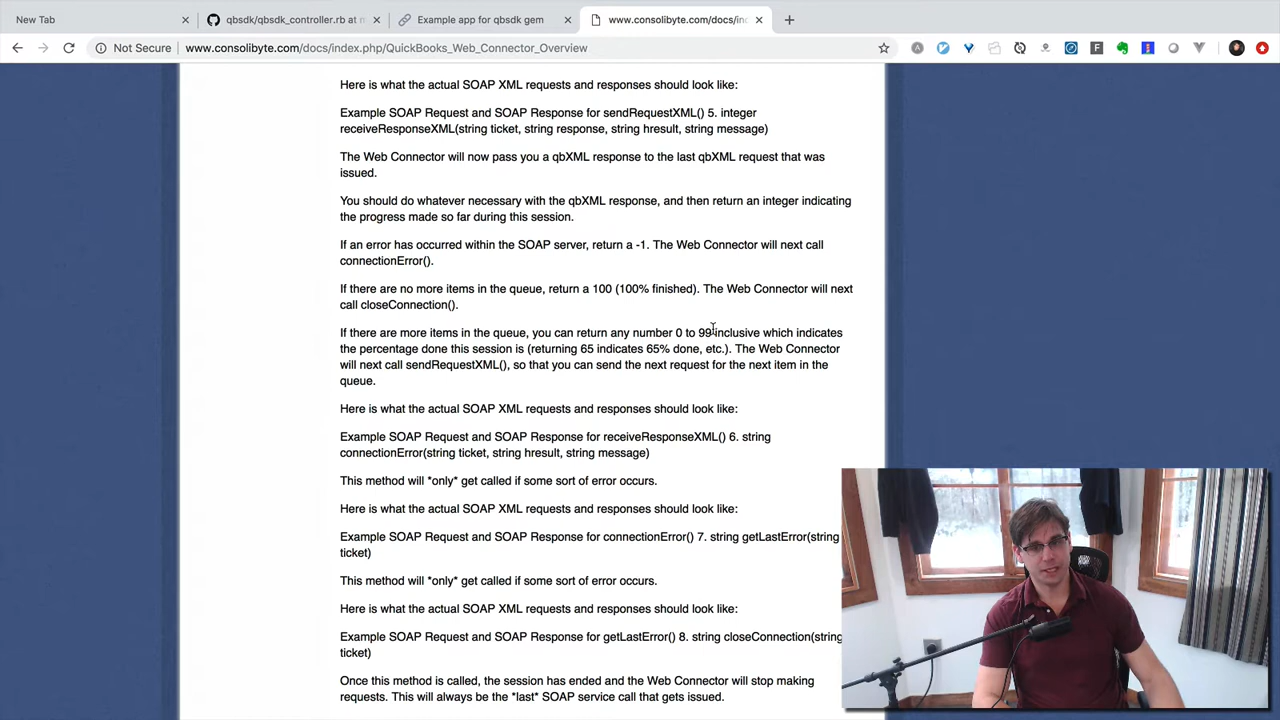 New Tab
qbsdk/qbsdk_controller.rb at m
Example app for qbsdk gem
www.consolibyte.com/docs/inc
Not Secure
www.consolibyte.com/docs/index.php/QuickBooks_Web_Connector_Overview
Here is what the actual SOAP XML requests and responses should look like:
Example SOAP Request and SOAP Response for sendRequestXML() 5. integer
receiveResponseXML(string ticket, string response, string hresult, string message)
The Web Connector will now pass you a qbXML response to the last qbXML request that was
issued.
You should do whatever necessary with the qbXML response, and then return an integer indicating
the progress made so far during this session.
If an error has occurred within the SOAP server, return a -1. The Web Connector will next call
connectionError().
If there are no more items in the queue, return a 100 (100% finished). The Web Connector will next
call closeConnection().
If there are more items in the queue, you can return any number 0 to 99 inclusive which indicates
the percentage done this session is (returning 65 indicates 65% done, etc.). The Web Connector
will next call sendRequestXML(), so that you can send the next request for the next item in the
queue.
Here is what the actual SOAP XML requests and responses should look like:
Example SOAP Request and SOAP Response for receiveResponseXML() 6. string
connectionError(string ticket, string hresult, string message)
This method will *only* get called if some sort of error occurs.
Here is what the actual SOAP XML requests and responses should look like:
Example SOAP Request and SOAP Response for connectionError() 7. string getLastError(string
ticket)
This method will *only* get called if some sort of error occurs.
Here is what the actual SOAP XML requests and responses should look like:
Example SOAP Request and SOAP Response for getLastError() 8. string closeConnection(string
ticket)
Once this method is called, the session has ended and the Web Connector will stop making
requests. This will always be the *last* SOAP service call that gets issued.